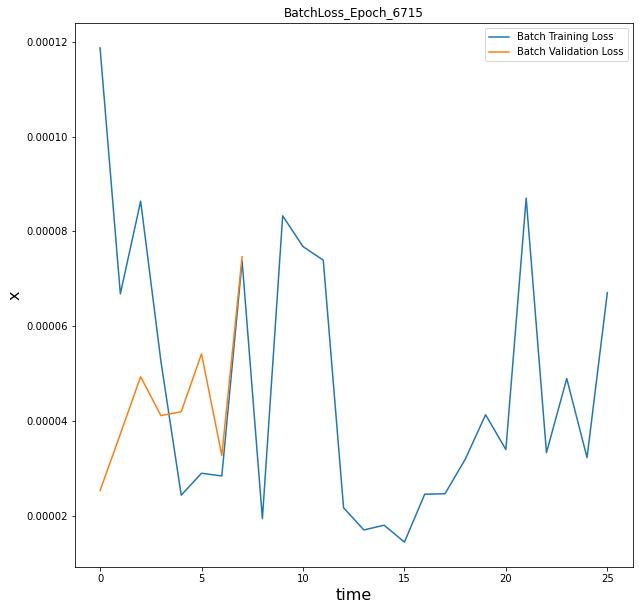 BatchLoss_Epoch_6715
Batch Training Loss
Batch Validation Loss
0.00012
0.00010
0.00008
0.00006
0.00004
0.00002
x
0 5 10 15 20 25
time